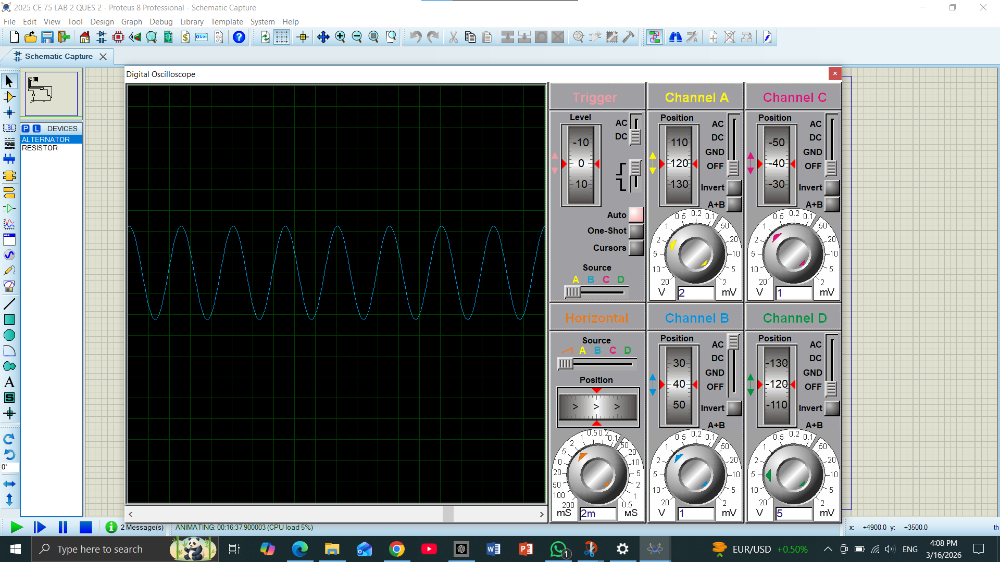 2025 CE 75 LAB 2 QUES 2 - Proteus 8 Professional - Schematic Capture
File Edit View Tool Design Graph Debug Library Template System Help
Schematic Capture
P L DEVICES
ALTERNATOR
RESISTOR
LBL
A
S
0°
Digital Oscilloscope
Trigger
Level
-10
0
10
AC
DC
Auto
One-Shot
Cursors
Source
A B C D
Channel A
Position
110
120
130
AC
DC
GND
OFF
Invert
A+B
20 10 5 2 1 0.5 0.2 0.1 50 20 10 5 2
V 2 mV
Channel C
Position
-50
-40
-30
AC
DC
GND
OFF
Invert
A+B
20 10 5 2 1 0.5 0.2 0.1 50 20 10 5 2
V 1 mV
Horizontal
Source
A B C D
Position
> > >
200 100 50 20 10 5 2 1 0.5 0.2 0.1 50 20 10 5 2 1 0.5
mS 2m мS
Channel B
Position
30
40
50
AC
DC
GND
OFF
Invert
A+B
20 10 5 2 1 0.5 0.2 0.1 50 20 10 5 2
V 1 mV
Channel D
Position
-130
-120
-110
AC
DC
GND
OFF
Invert
A+B
20 10 5 2 1 0.5 0.2 0.1 50 20 10 5 2
V 5 mV
2 Message(s) ANIMATING: 00:16:37.900003 (CPU load 5%) x: +4900.0 y: +3500.0 th
Type here to search
1
EUR/USD +0.50%
ENG
4:08 PM
3/16/2026